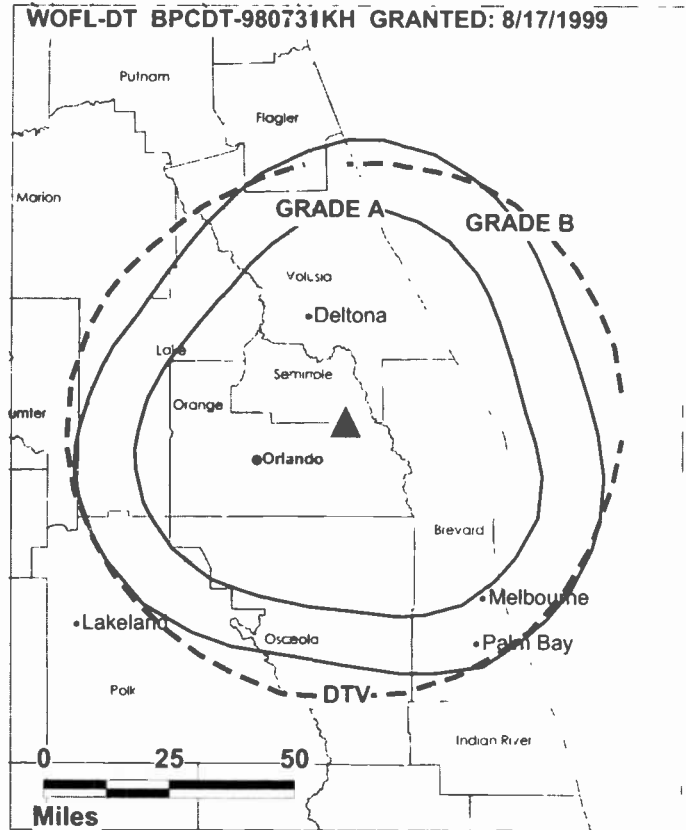 WOFL-DT BPCDT-980731KH GRANTED: 8/17/1999
Putnam
Flagler
Marion
GRADE A
GRADE B
Volusia
Deltona
Lake
Seminole
Orange
umter
Orlando
Brevard
Melbourne
Lakeland
Osceola
Palm Bay
Polk
DTV
Indian River
0 25 50
Miles